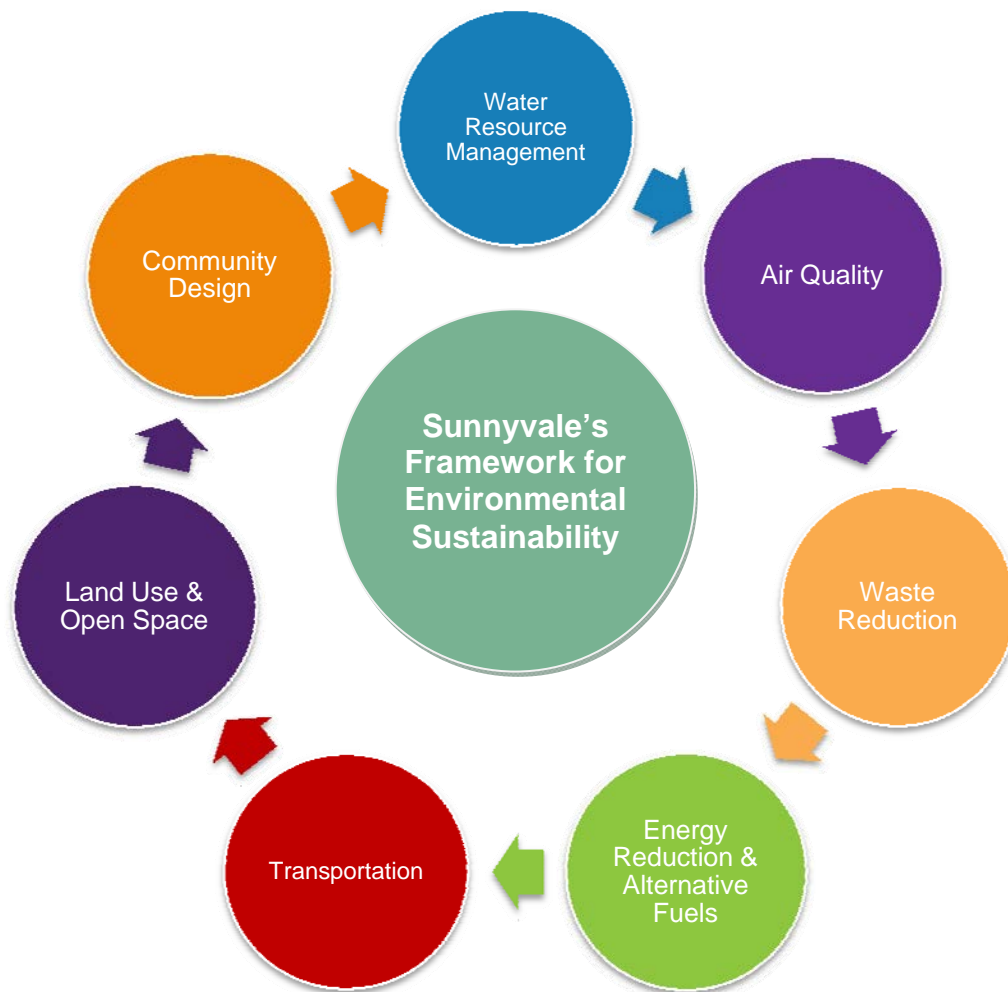 Water
Resource
Management
Air Quality
Waste
Reduction
Energy
Reduction &
Alternative
Fuels
Transportation
Land Use &
Open Space
Community
Design
Sunnyvale’s
Framework for
Environmental
Sustainability